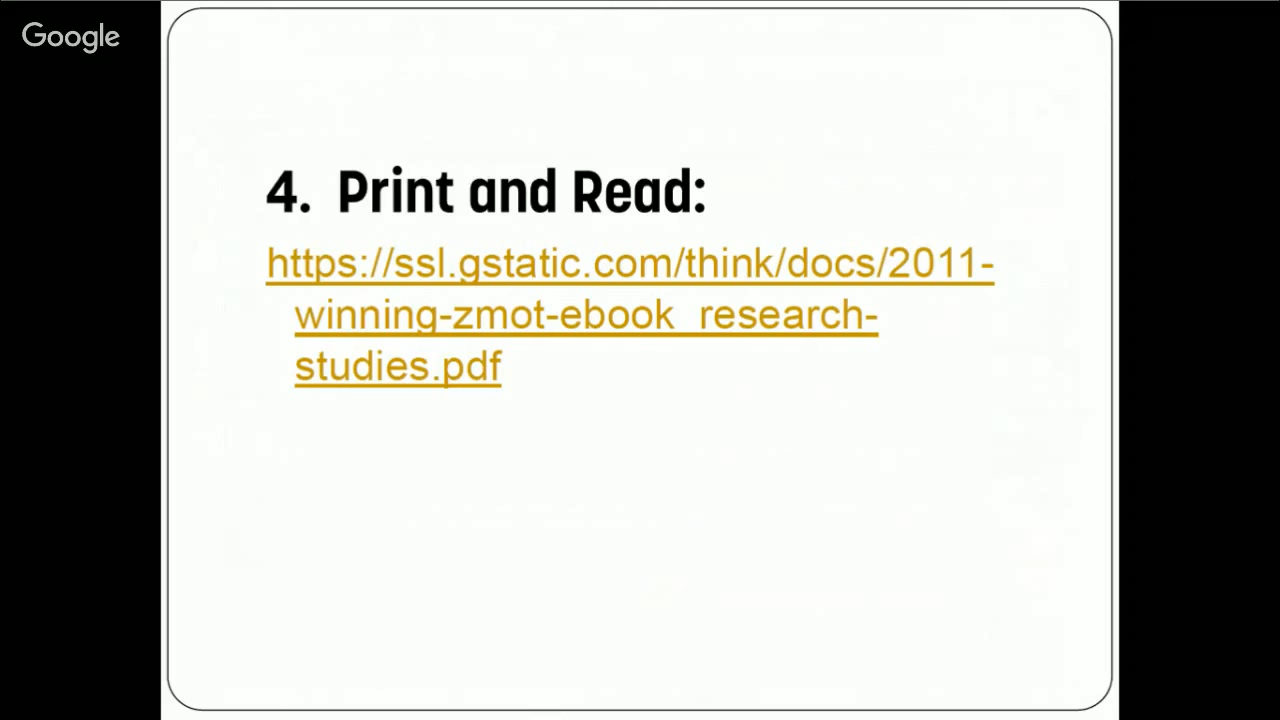 Google
4. Print and Read:
https://ssl.gstatic.com/think/docs/2011-
winning-zmot-ebook_research-
studies.pdf